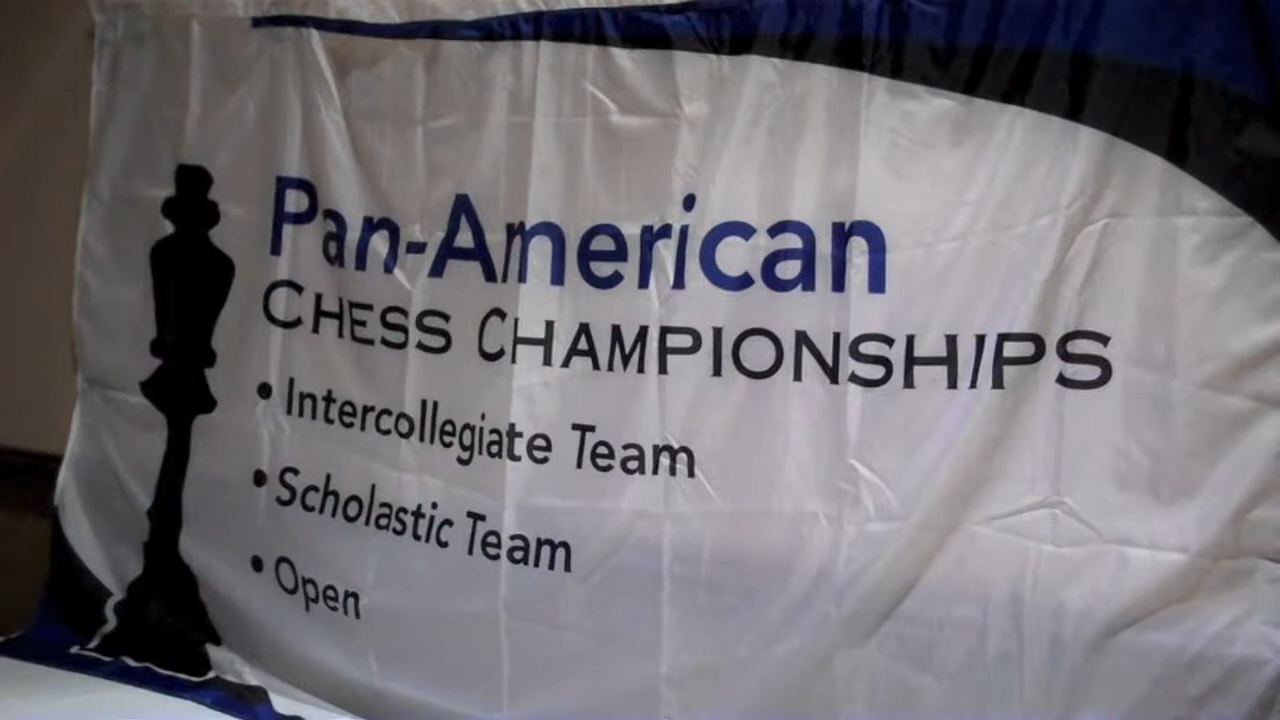 Pan-American
CHESS CHAMPIONSHIPS
• Intercollegiate Team
• Scholastic Team
• Open